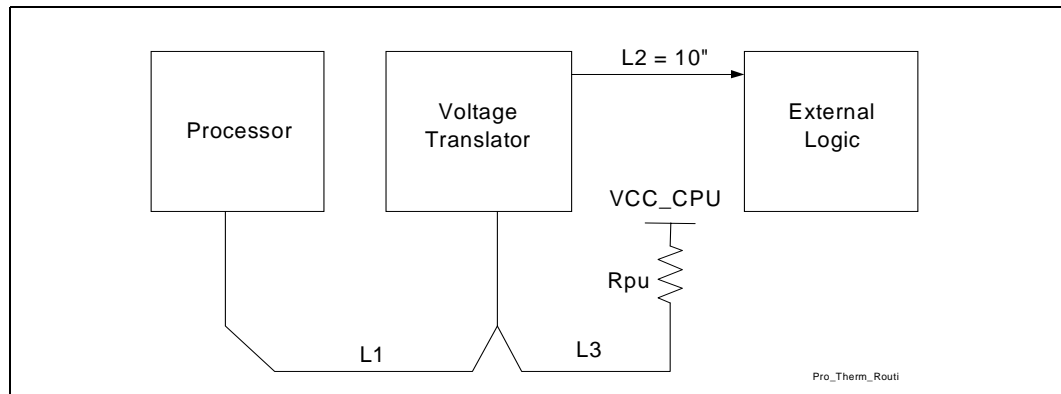 L2 = 10"
Processor
Voltage
Translator
External
Logic
VCC_CPU
Rpu
L1
L3
Pro_Therm_Routi